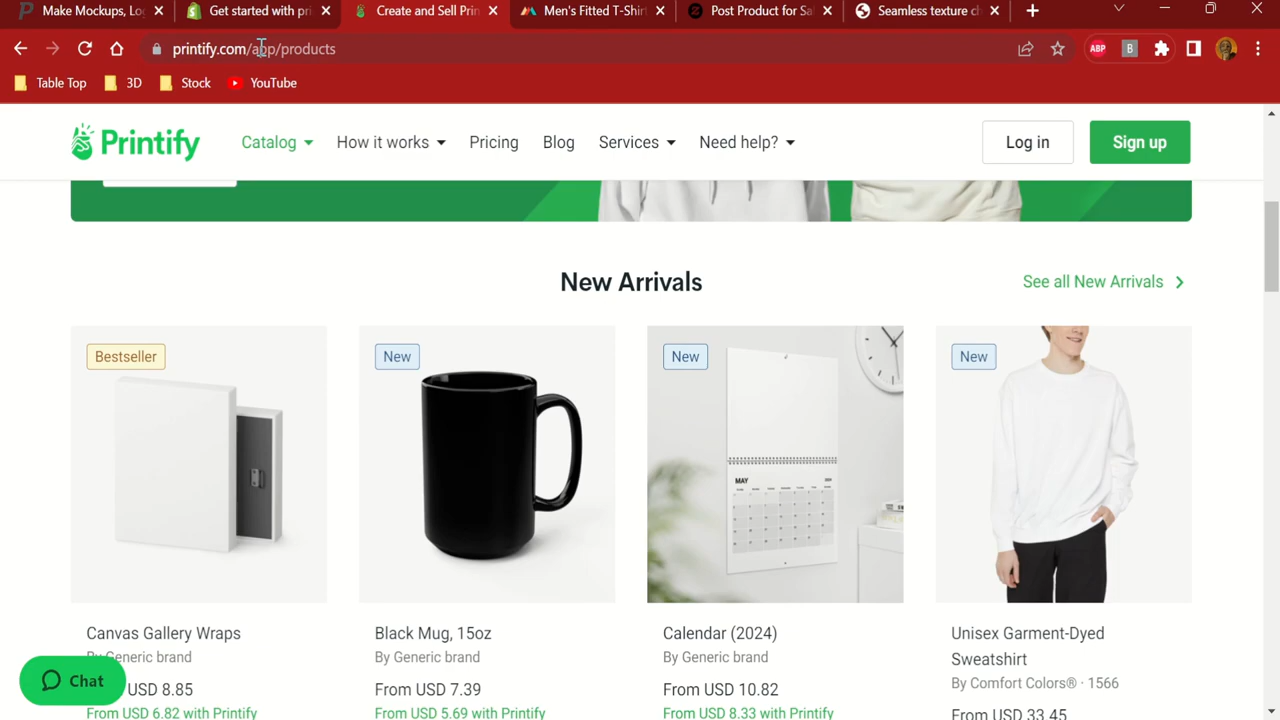 Make Mockups, Lo
Get started with pri
Create and Sell Prin
Men's Fitted T-Shirt
Post Product for Sa
Seamless texture ch
printify.com/app/products
ABP
B
Table Top
3D
Stock
YouTube
Printify
Catalog
How it works
Pricing
Blog
Services
Need help?
Log in
Sign up
New Arrivals
See all New Arrivals
Bestseller
New
New
New
MAY
2024
Canvas Gallery Wraps
By Generic brand
USD 8.85
From USD 6.82 with Printify
Black Mug, 15oz
By Generic brand
From USD 7.39
From USD 5.69 with Printify
Calendar (2024)
By Generic brand
From USD 10.82
From USD 8.33 with Printify
Unisex Garment-Dyed
Sweatshirt
By Comfort Colors® · 1566
From USD 33.45
Chat